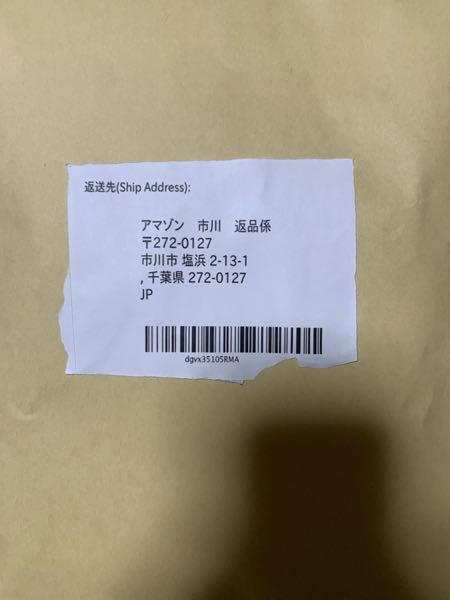 返送先(Ship Address):
アマゾン　市川　返品係
〒272-0127
市川市 塩浜 2-13-1
, 千葉県 272-0127
JP
dgvx3510SRMA